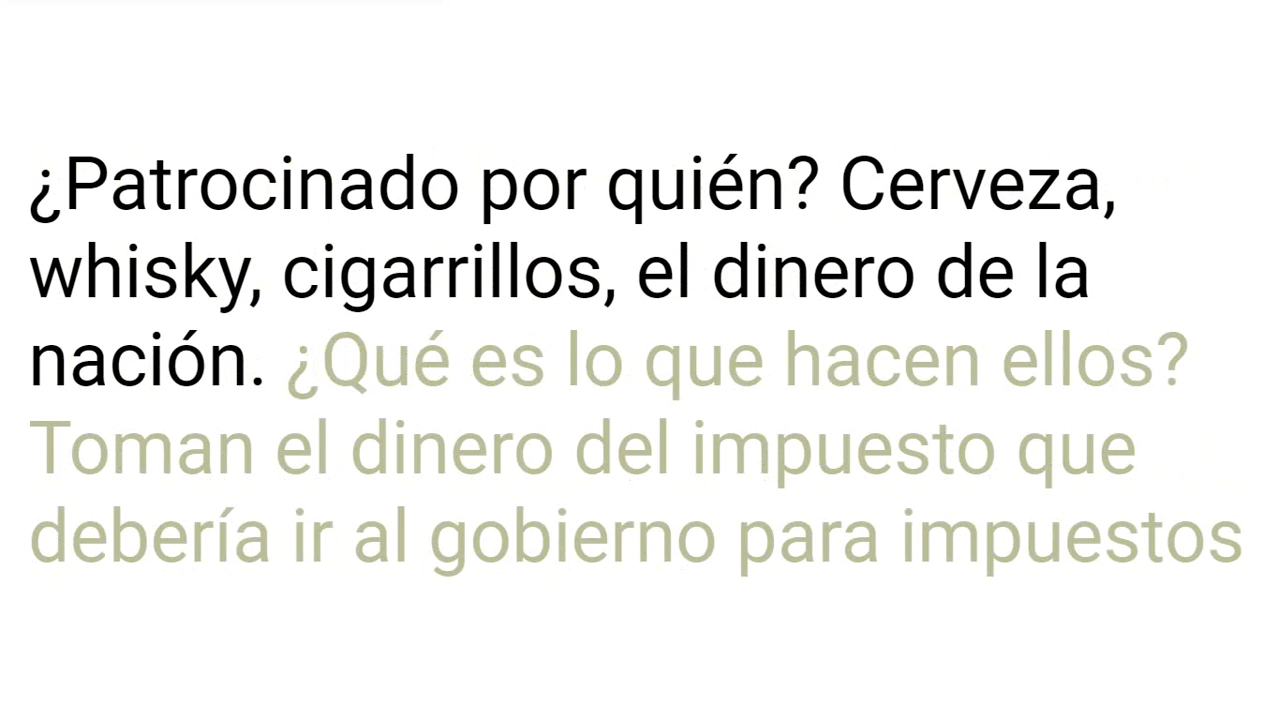 ¿Patrocinado por quién? Cerveza,
whisky, cigarrillos, el dinero de la
nación. ¿Qué es lo que hacen ellos?
Toman el dinero del impuesto que
debería ir al gobierno para impuestos